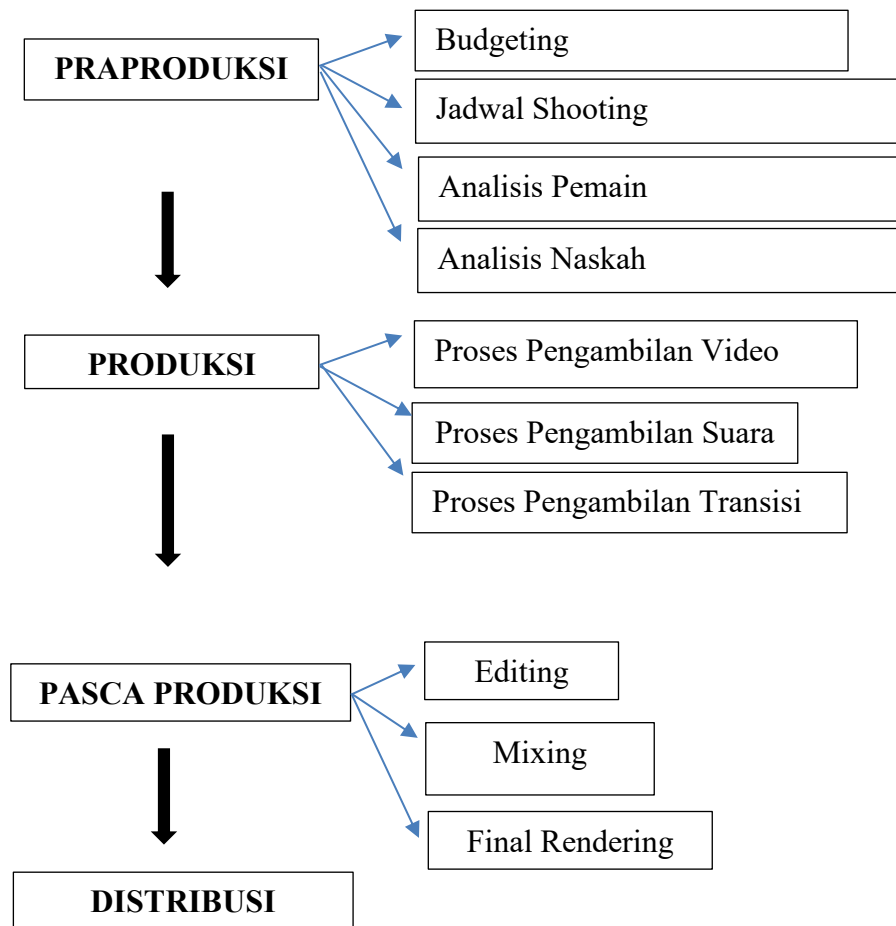 PRAPRODUKSI
Budgeting
Jadwal Shooting
Analisis Pemain
Analisis Naskah
PRODUKSI
Proses Pengambilan Video
Proses Pengambilan Suara
Proses Pengambilan Transisi
PASCA PRODUKSI
Editing
Mixing
Final Rendering
DISTRIBUSI